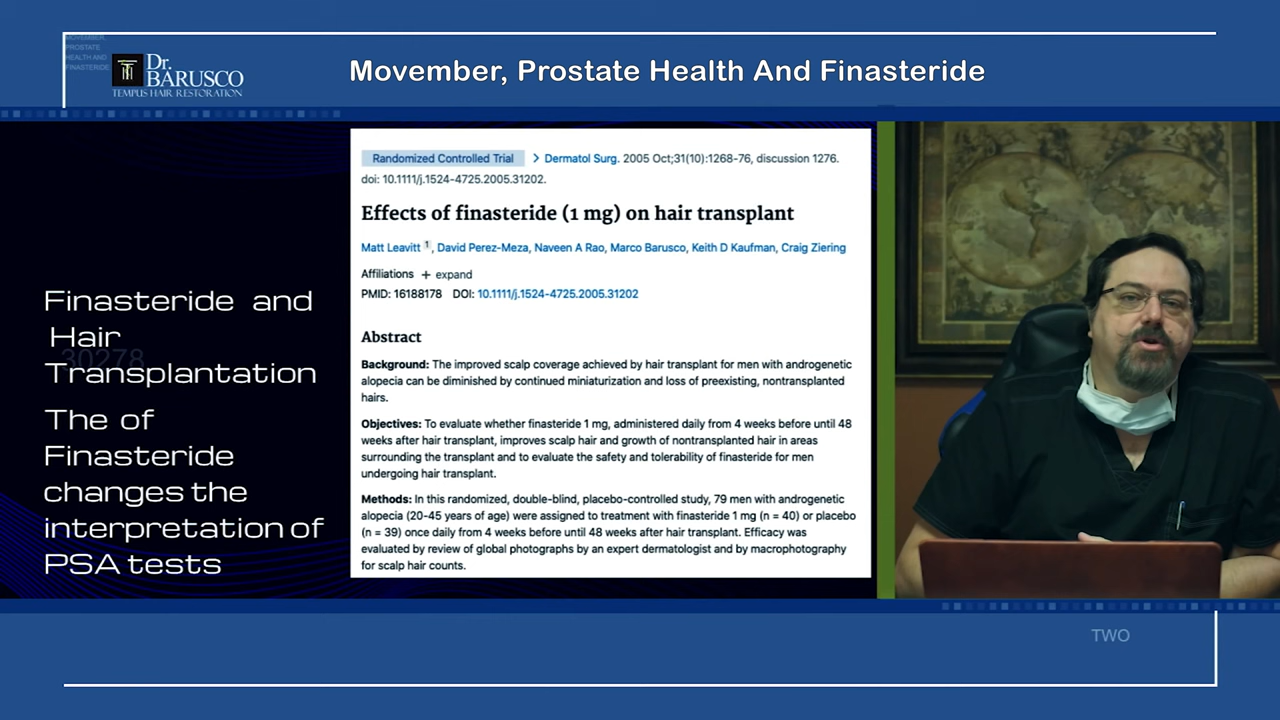 MOVEMBER,
PROSTATE
HEALTH AND
FINASTERIDE
Dr.
BARUSCO
TEMPUS HAIR RESTORATION
Movember, Prostate Health And Finasteride
Finasteride and
Hair
30278
Transplantation
The of
Finasteride
changes the
interpretation of
PSA tests
Randomized Controlled Trial > Dermatol Surg. 2005 Oct;31(10):1268-76, discussion 1276.
doi: 10.1111/j.1524-4725.2005.31202.
Effects of finasteride (1 mg) on hair transplant
Matt Leavitt 1, David Perez-Meza, Naveen A Rao, Marco Barusco, Keith D Kaufman, Craig Ziering
Affiliations + expand
PMID: 16188178 DOI: 10.1111/j.1524-4725.2005.31202
Abstract
Background: The improved scalp coverage achieved by hair transplant for men with androgenetic
alopecia can be diminished by continued miniaturization and loss of preexisting, nontransplanted
hairs.
Objectives: To evaluate whether finasteride 1 mg, administered daily from 4 weeks before until 48
weeks after hair transplant, improves scalp hair and growth of nontransplanted hair in areas
surrounding the transplant and to evaluate the safety and tolerability of finasteride for men
undergoing hair transplant.
Methods: In this randomized, double-blind, placebo-controlled study, 79 men with androgenetic
alopecia (20-45 years of age) were assigned to treatment with finasteride 1 mg (n = 40) or placebo
(n = 39) once daily from 4 weeks before until 48 weeks after hair transplant. Efficacy was
evaluated by review of global photographs by an expert dermatologist and by macrophotography
for scalp hair counts.
TWO